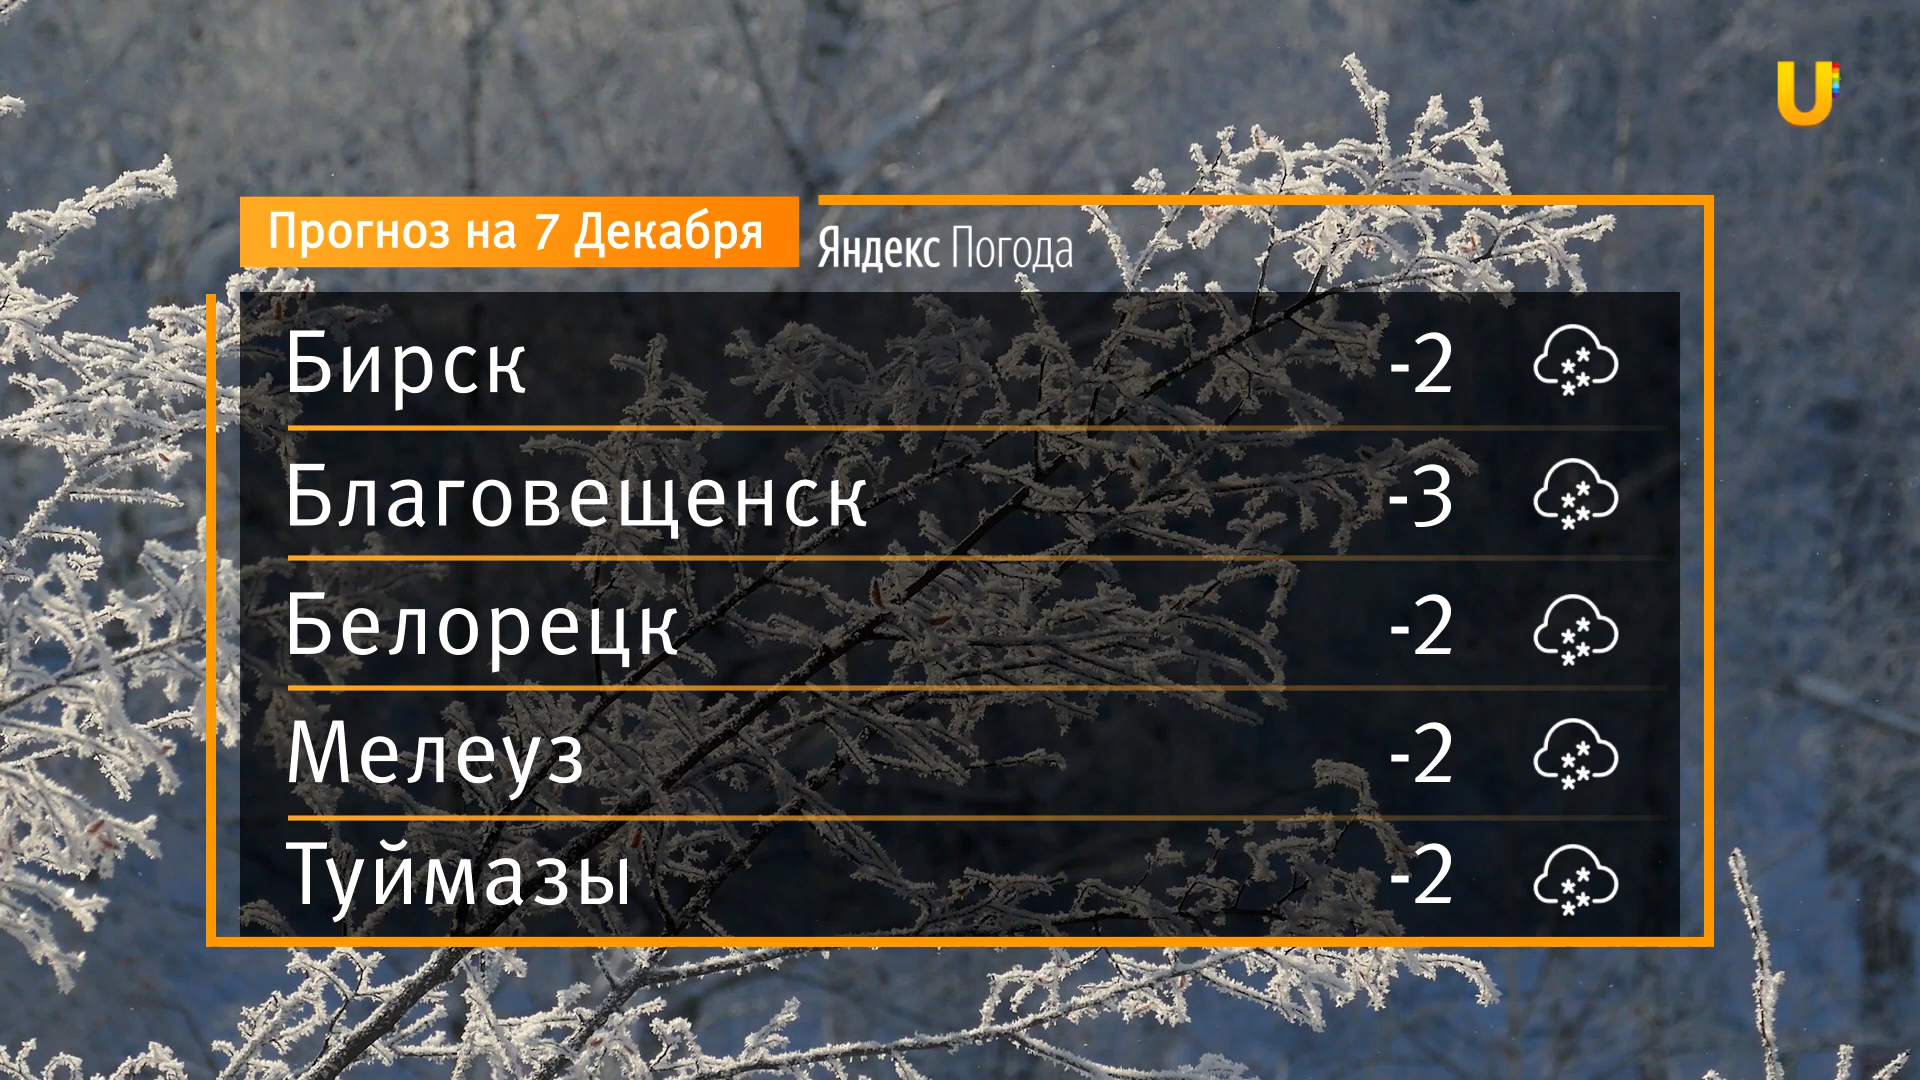 U
Прогноз на 7 Декабря
Яндекс Погода
Бирск -2
Благовещенск -3
Белорецк -2
Мелеуз -2
Туймазы -2